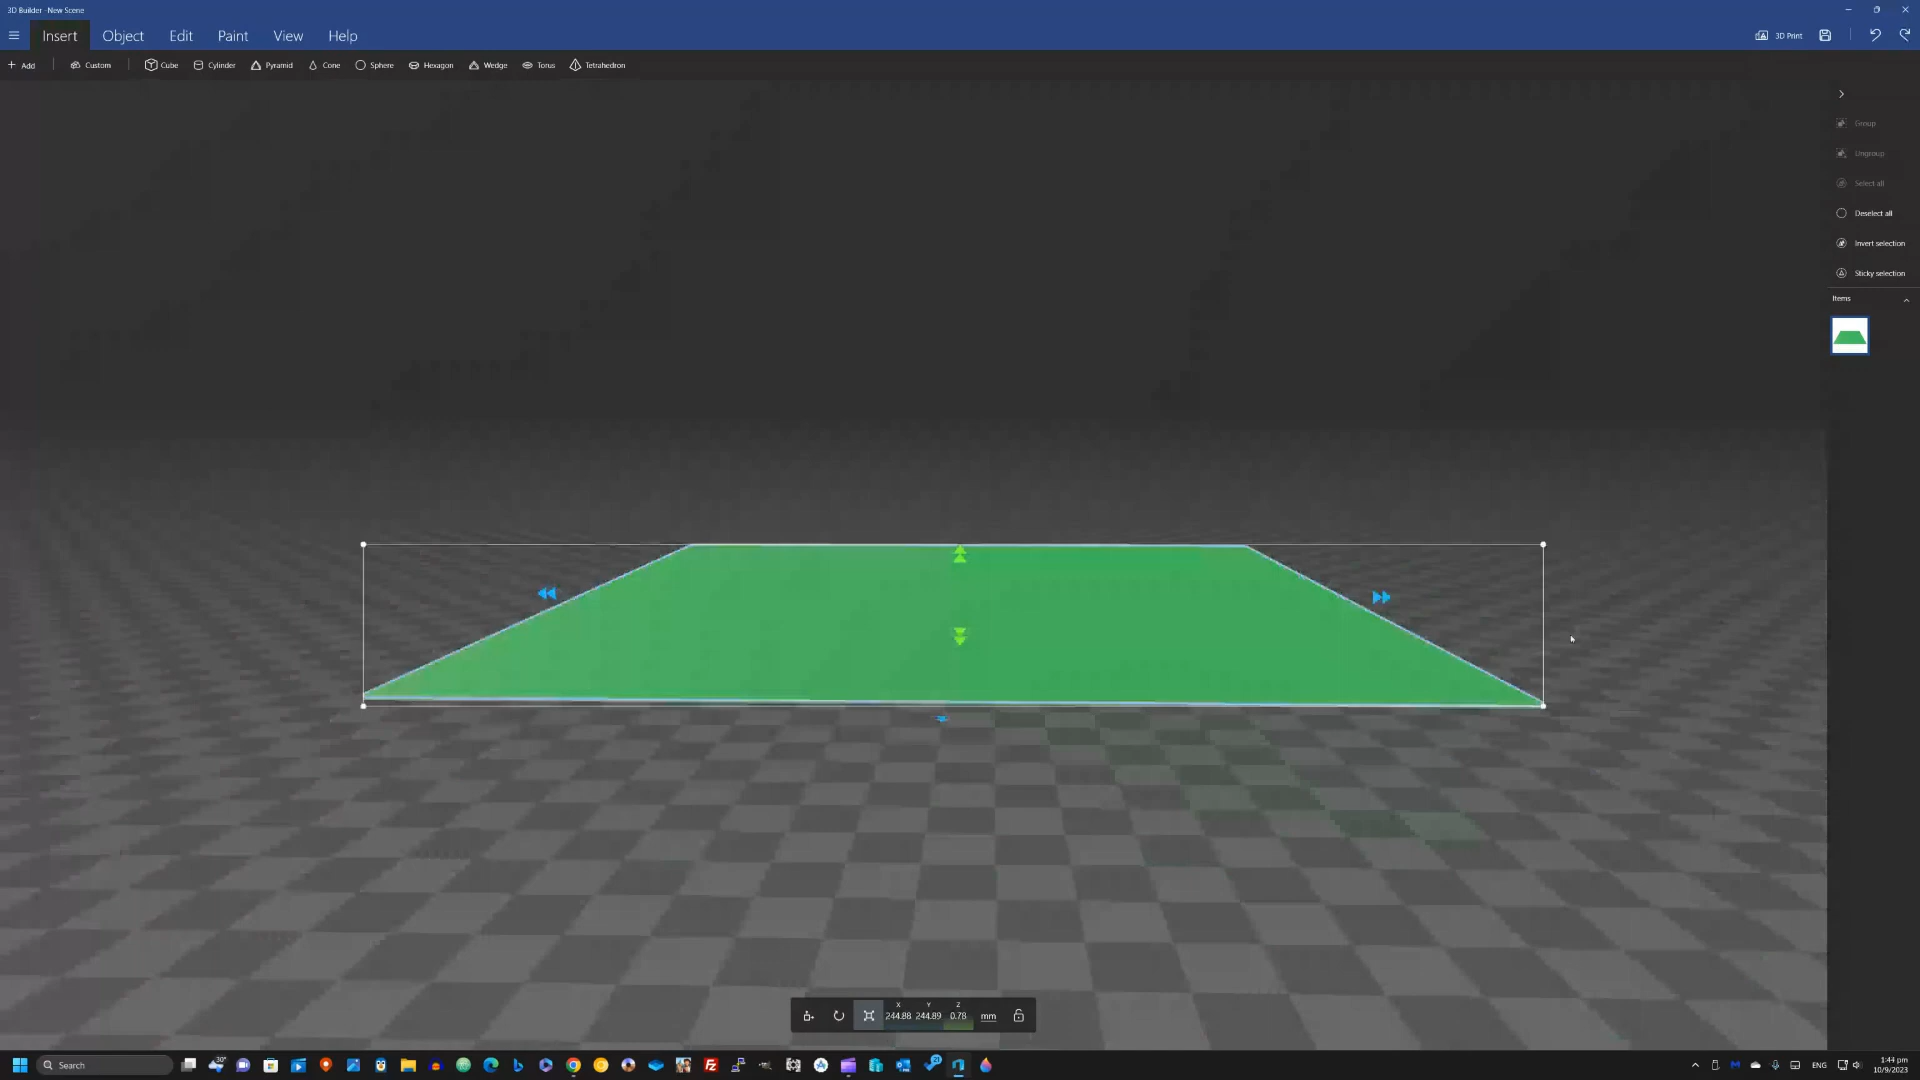 3D Builder - New Scene
Insert Object Edit Paint View Help
3D Print
Add Custom Cube Cylinder Pyramid Cone Sphere Hexagon Wedge Torus Tetrahedron
Group
Ungroup
Select all
Deselect all
Invert selection
Sticky selection
Items
X Y Z
244.88 244.89 0.78 mm
Search
30°
21
ENG
1:44 pm
10/9/2023